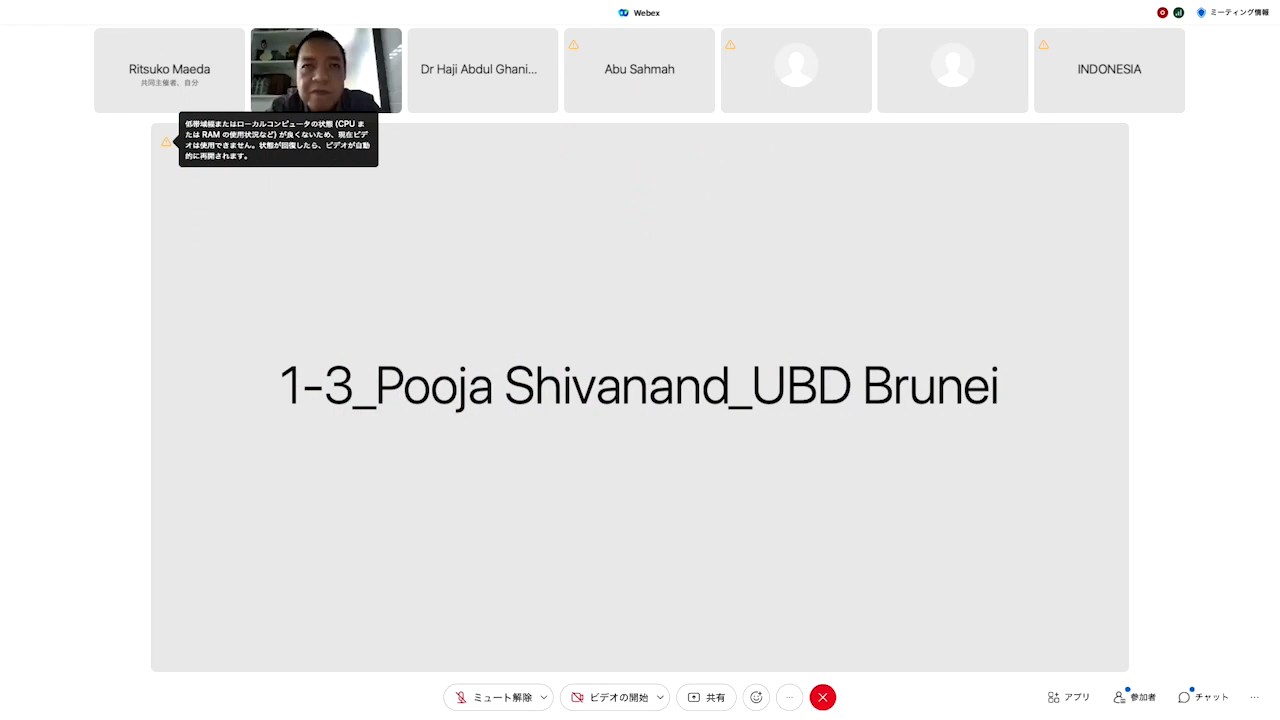 Webex
ミーティング情報
Ritsuko Maeda
共同主催者、自分
Dr Haji Abdul Ghani...
Abu Sahmah
INDONESIA
低帯域幅またはローカルコンピュータの状態 (CPU ま
たは RAM の使用状況など) が良くないため、現在ビデ
オは使用できません。状態が回復したら、ビデオが自動
的に再開されます。
1-3_Pooja Shivanand_UBD Brunei
ミュート解除
ビデオの開始
共有
アプリ
参加者
チャット